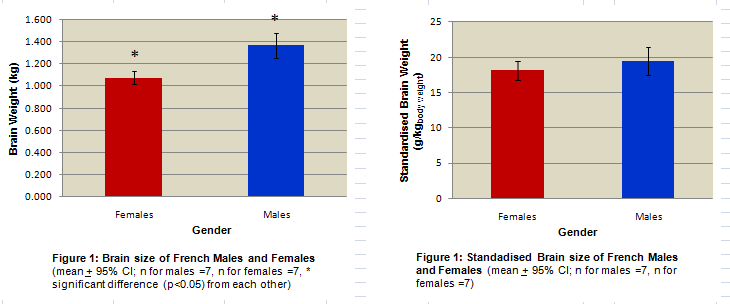 1.600
1.400
1.200
1.000
0.800
0.600
0.400
0.200
0.000
Brain Weight (kg)
*
*
Females
Males
Gender
Figure 1: Brain size of French Males and Females
(mean + 95% CI; n for males =7, n for females =7, *
significant difference (p<0.05) from each other)
25
20
15
10
5
0
Standardised Brain Weight
(g/kgbody weight)
Females
Males
Gender
Figure 1: Standadised Brain size of French Males
and Females (mean + 95% CI; n for males =7, n for
females =7)